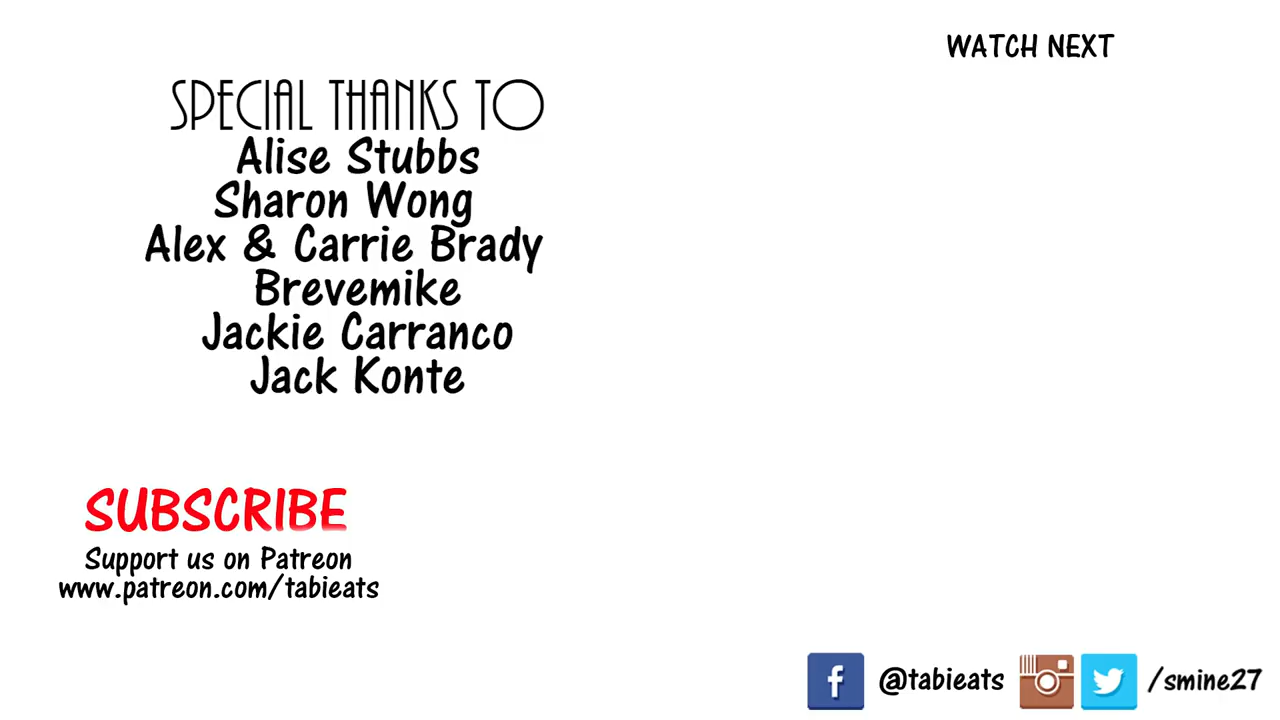 WATCH NEXT
SPECIAL THANKS TO
Alise Stubbs
Sharon Wong
Alex & Carrie Brady
Brevemike
Jackie Carranco
Jack Konte
SUBSCRIBE
Support us on Patreon
www.patreon.com/tabieats
@tabieats
/smine27